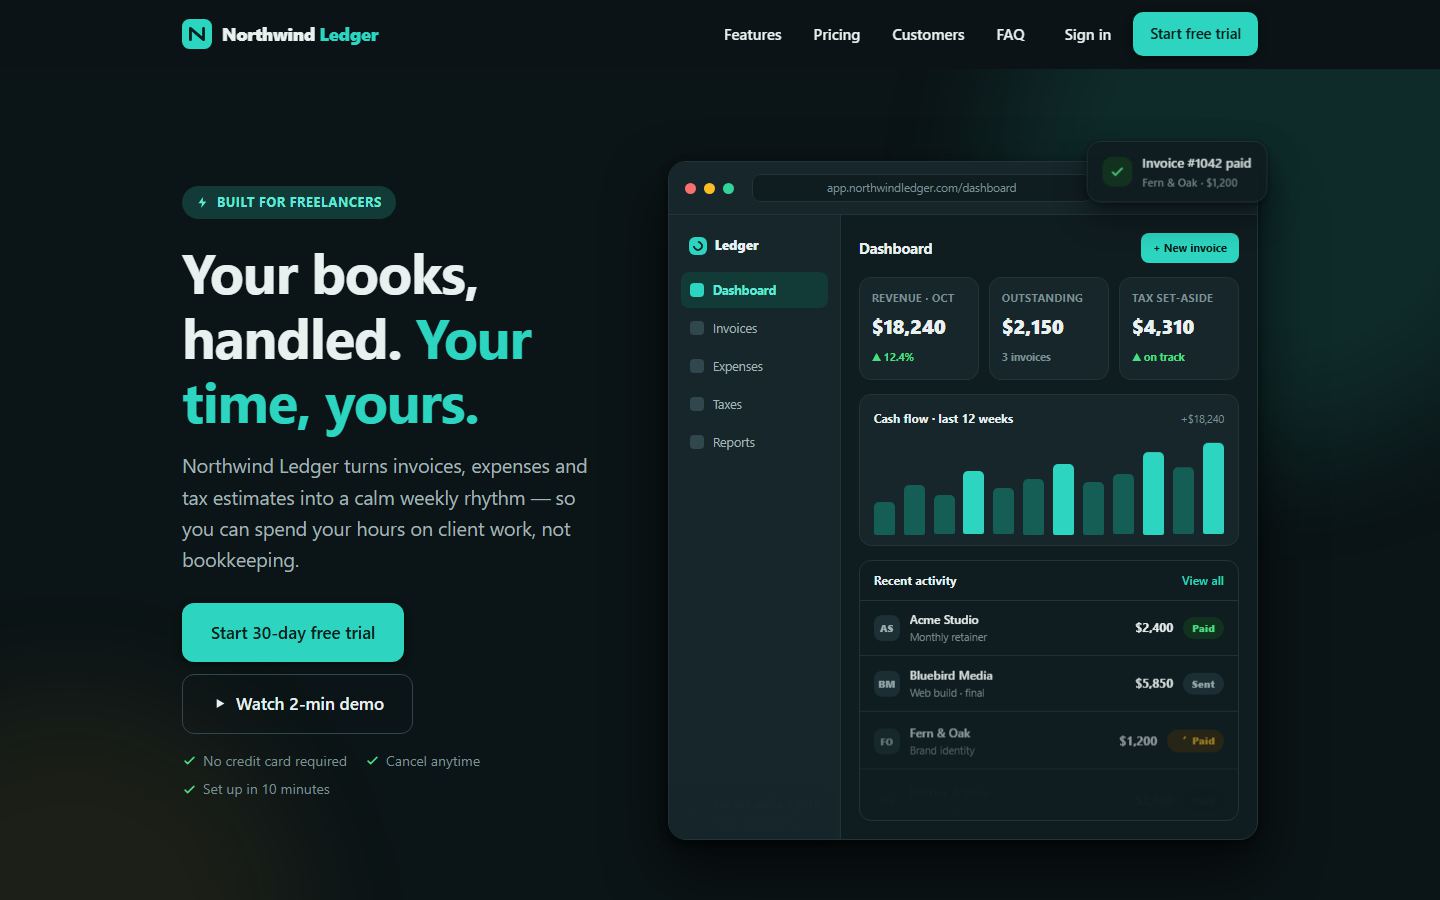 Northwind Ledger
Features
Pricing
Customers
FAQ
Sign in
Start free trial
BUILT FOR FREELANCERS
Your books,
handled. Your
time, yours.
Northwind Ledger turns invoices, expenses and
tax estimates into a calm weekly rhythm — so
you can spend your hours on client work, not
bookkeeping.
Start 30-day free trial
Watch 2-min demo
No credit card required
Cancel anytime
Set up in 10 minutes
app.northwindledger.com/dashboard
Invoice #1042 paid
Fern & Oak · $1,200
Ledger
Dashboard
Invoices
Expenses
Taxes
Reports
Dashboard
+ New invoice
REVENUE · OCT
$18,240
▲ 12.4%
OUTSTANDING
$2,150
3 invoices
TAX SET-ASIDE
$4,310
▲ on track
Cash flow · last 12 weeks
+$18,240
Recent activity
View all
AS
Acme Studio
Monthly retainer
$2,400
Paid
BM
Bluebird Media
Web build · final
$5,850
Sent
FO
Fern & Oak
Brand identity
$1,200
Paid